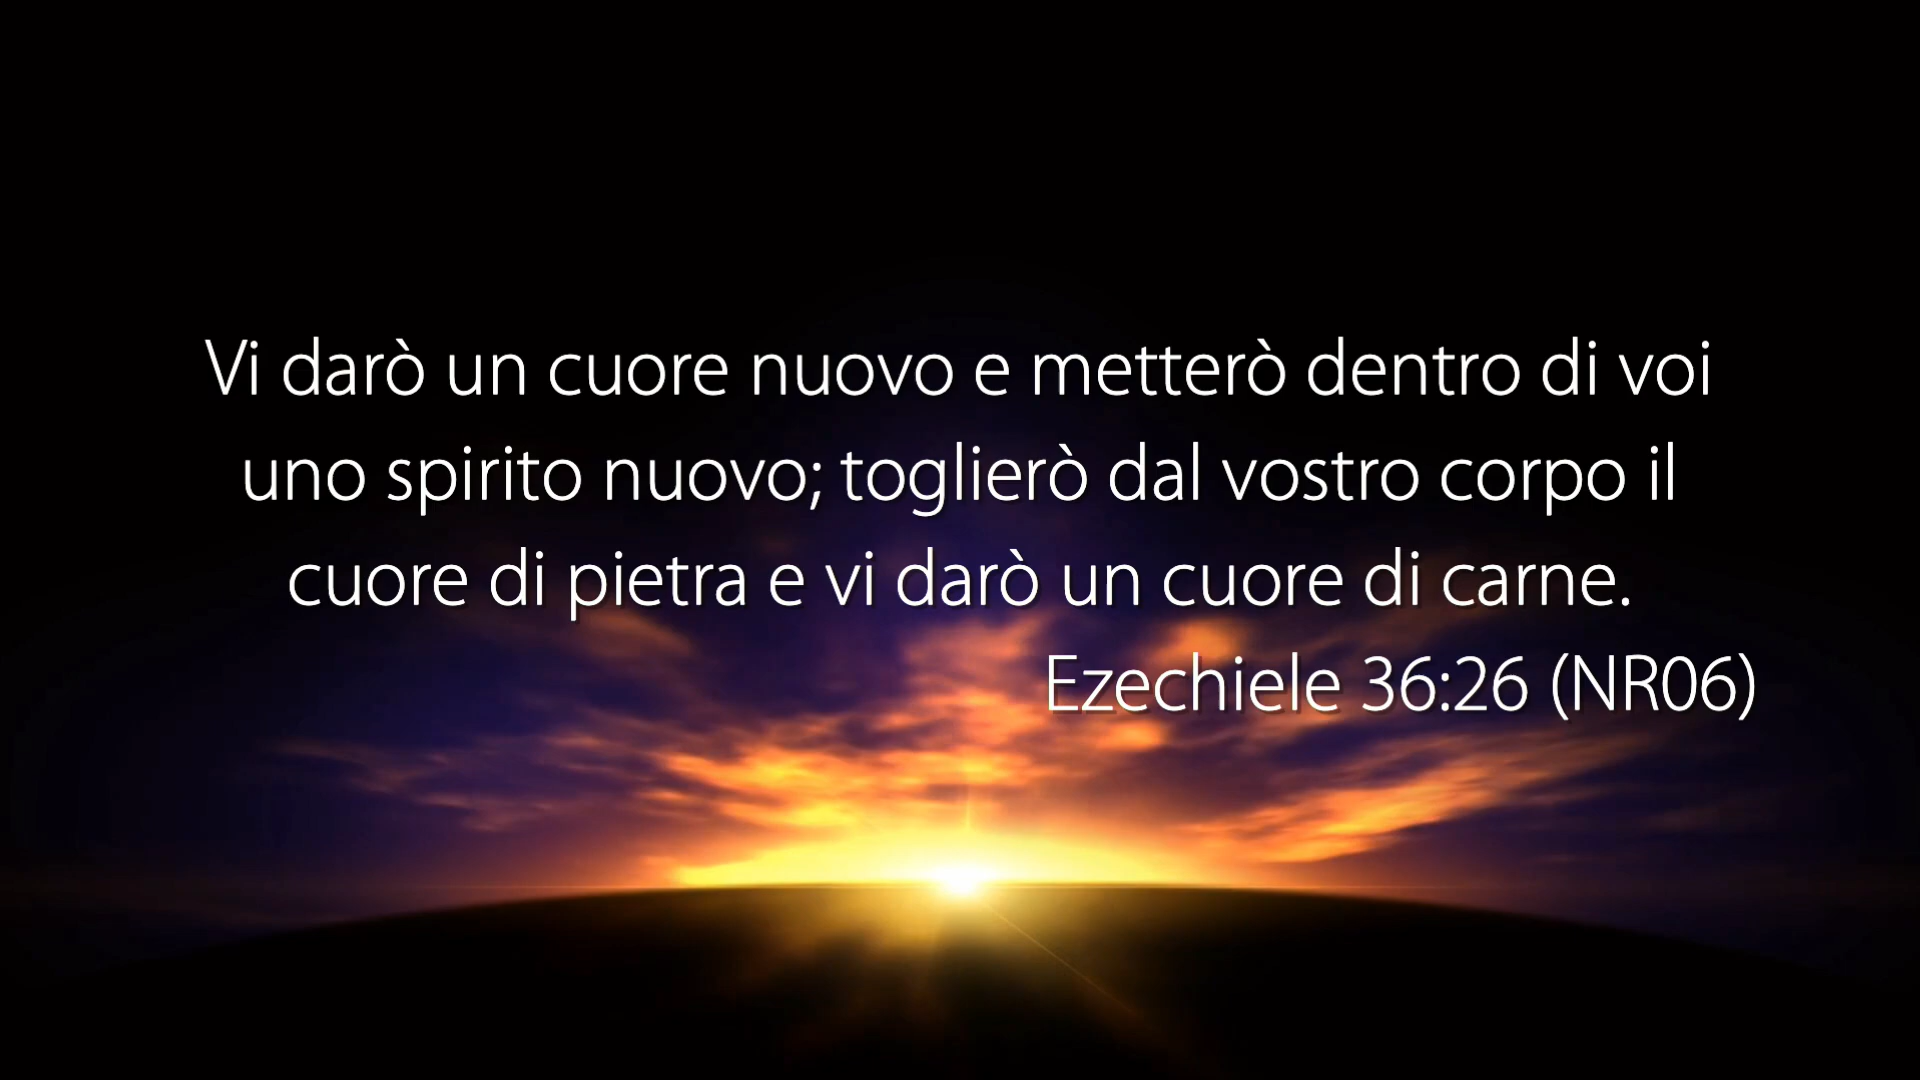 Vi darò un cuore nuovo e metterò dentro di voi
uno spirito nuovo; toglierò dal vostro corpo il
cuore di pietra e vi darò un cuore di carne.
Ezechiele 36:26 (NR06)